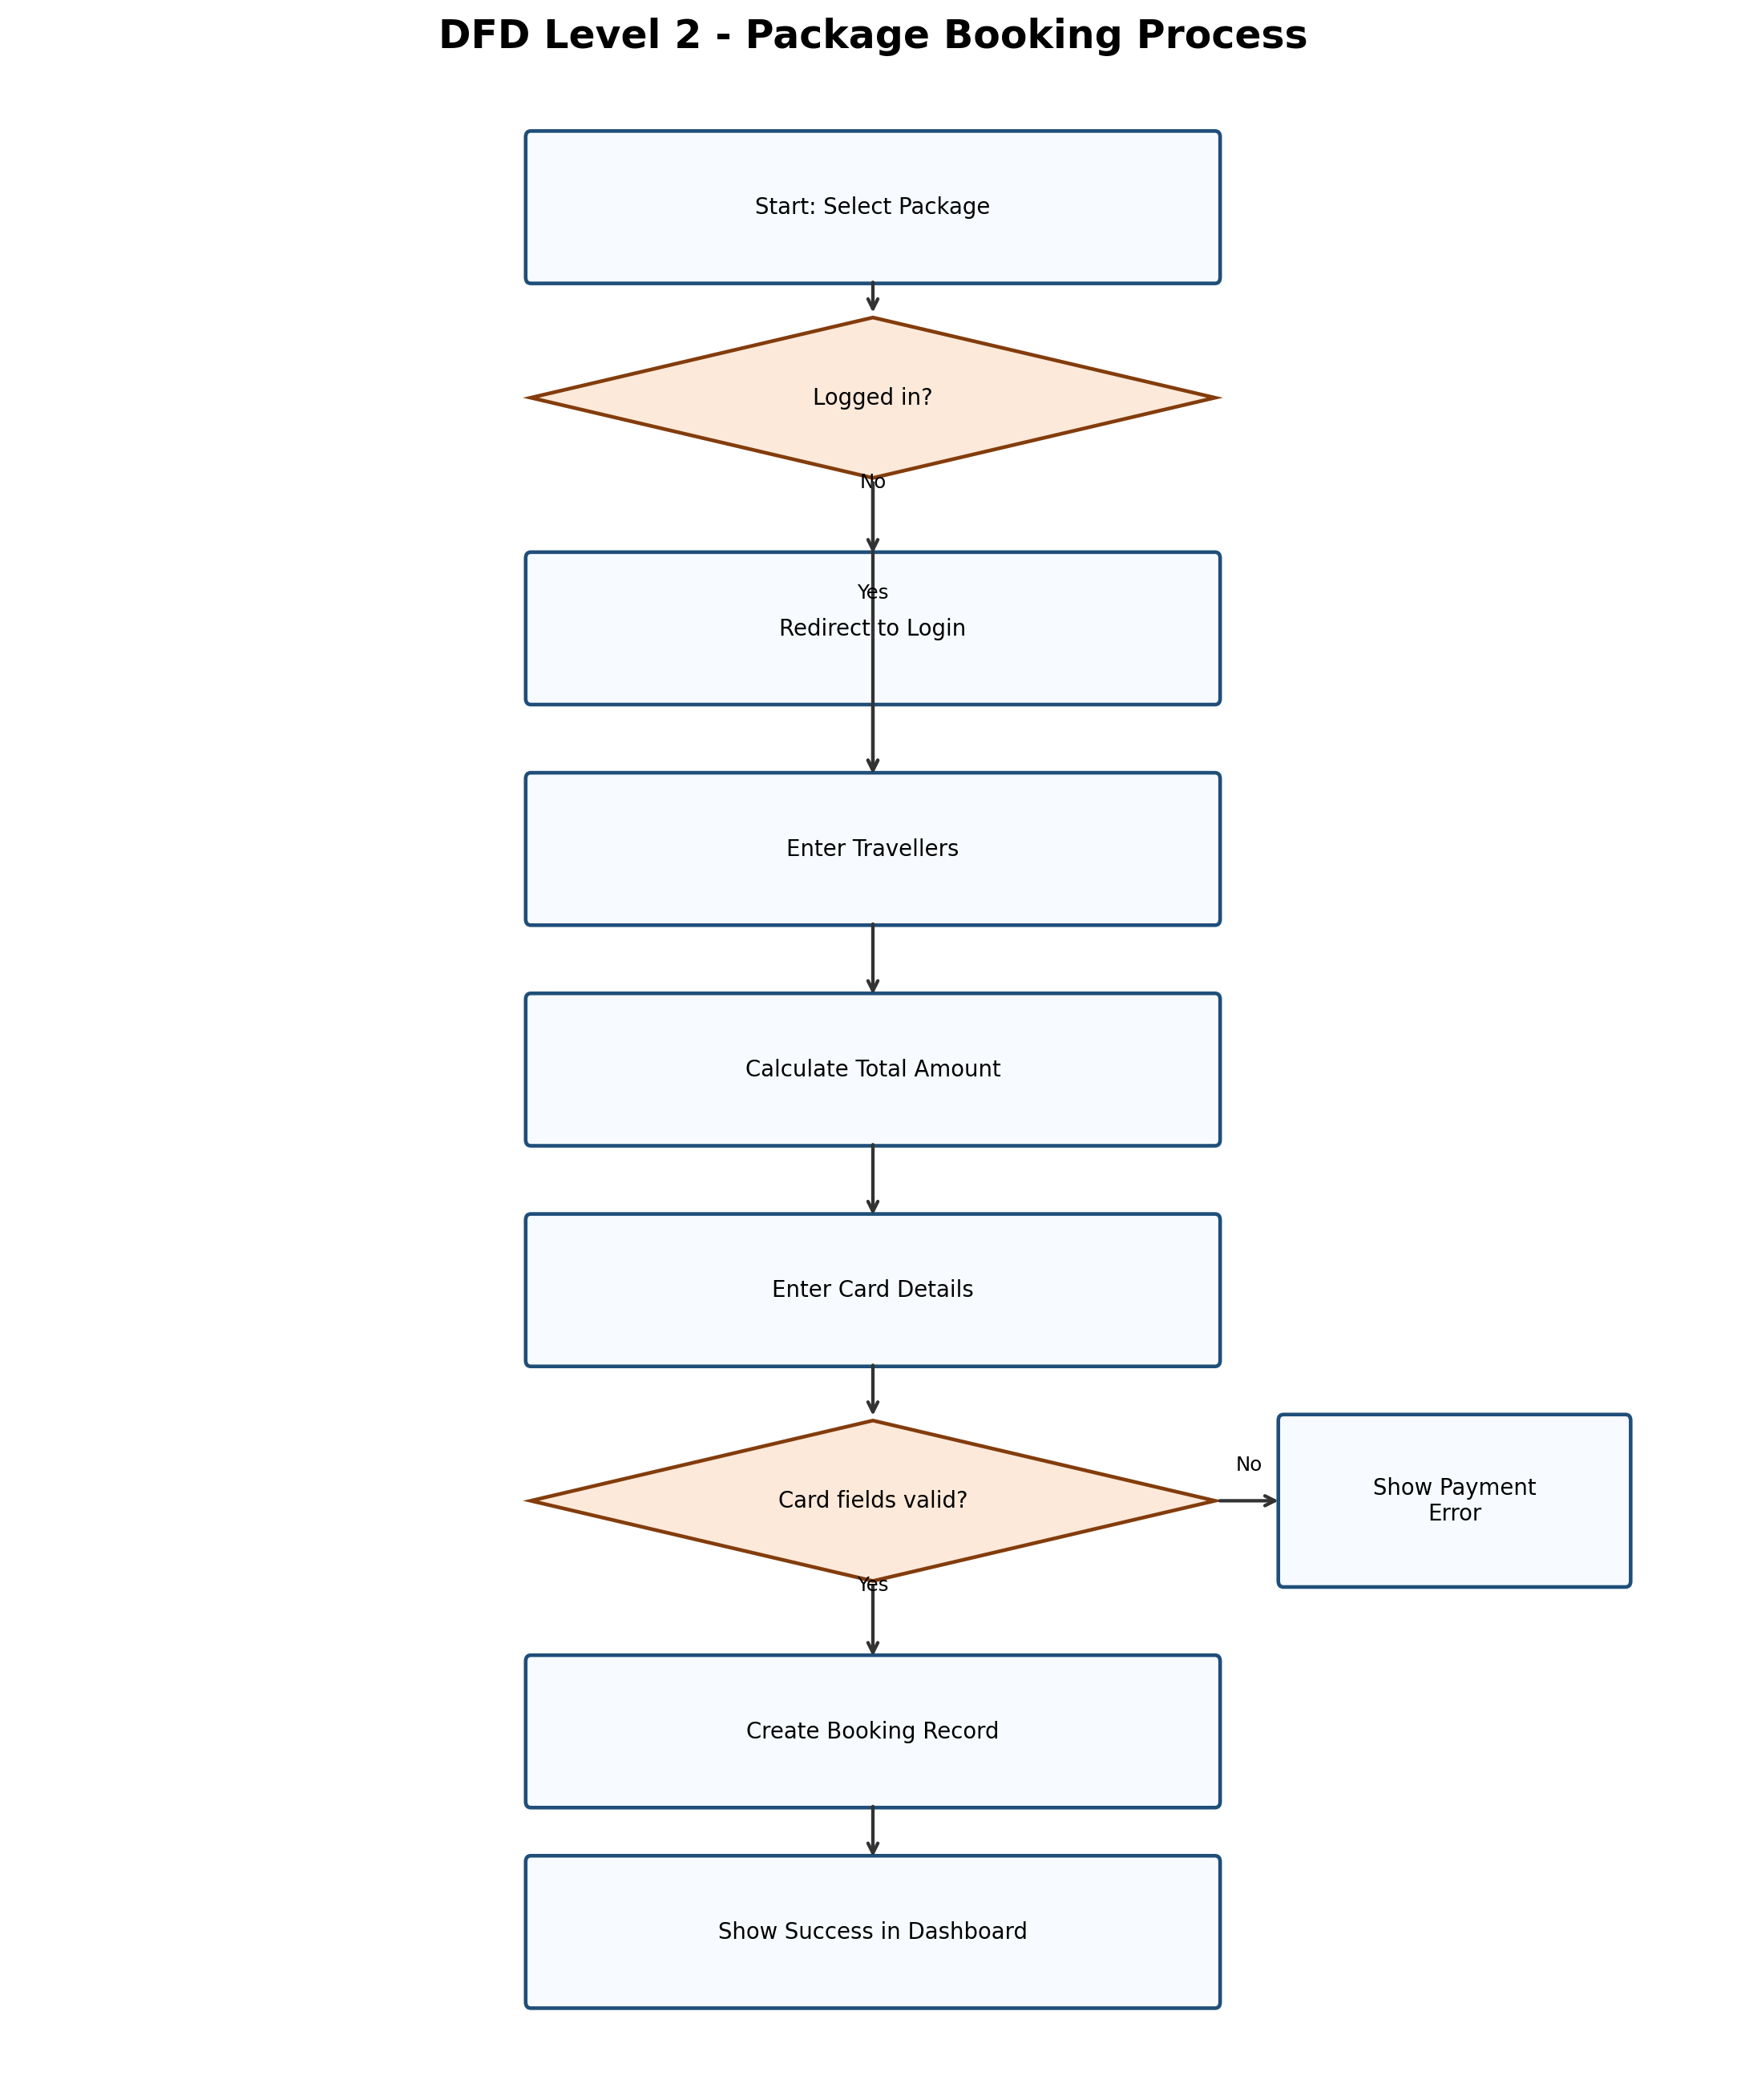 DFD Level 2 - Package Booking Process
Start: Select Package
Logged in?
No
Yes
Redirect to Login
Enter Travellers
Calculate Total Amount
Enter Card Details
Card fields valid?
No
Show Payment
Error
Yes
Create Booking Record
Show Success in Dashboard